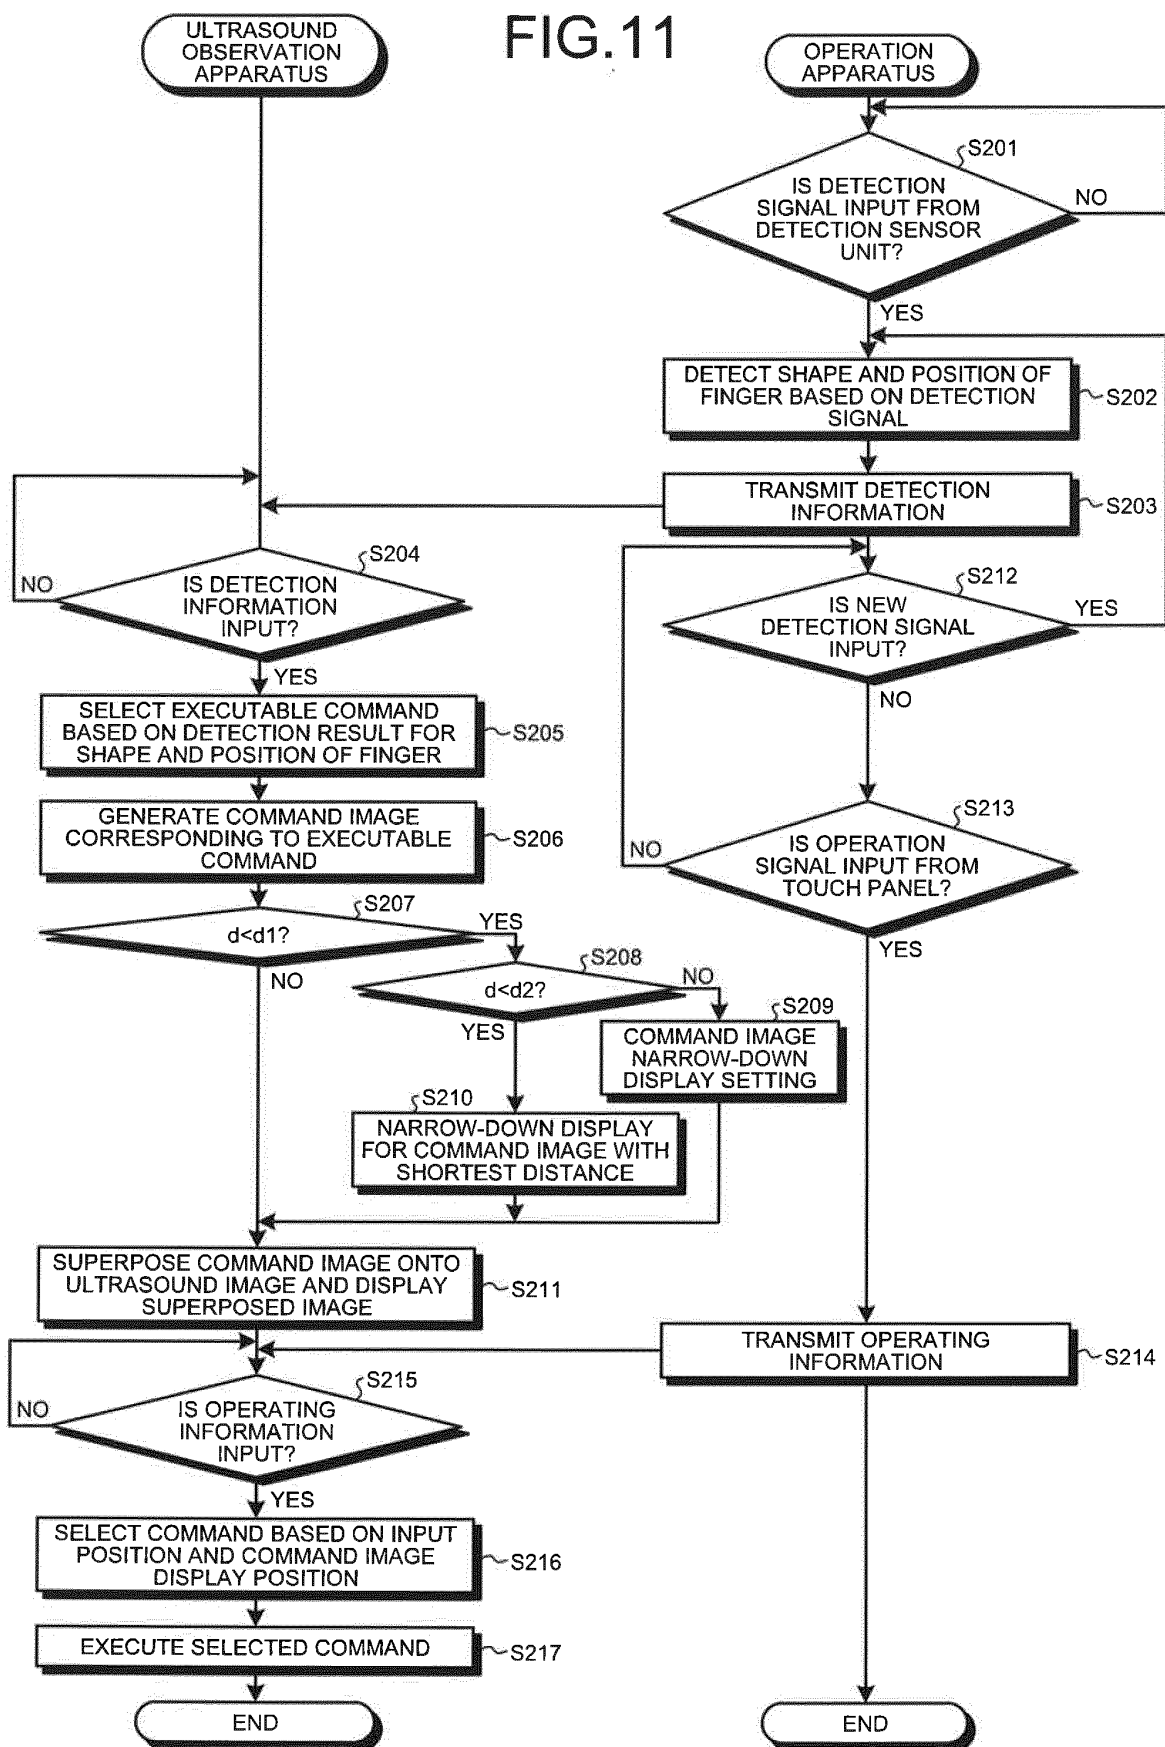 FIG.11
ULTRASOUND
OBSERVATION
APPARATUS
OPERATION
APPARATUS
S201
IS DETECTION
SIGNAL INPUT FROM
DETECTION SENSOR
UNIT?
NO
YES
DETECT SHAPE AND POSITION OF
FINGER BASED ON DETECTION
SIGNAL
S202
TRANSMIT DETECTION
INFORMATION
S203
S204
NO
IS DETECTION
INFORMATION
INPUT?
YES
S212
IS NEW
DETECTION SIGNAL
INPUT?
YES
NO
SELECT EXECUTABLE COMMAND
BASED ON DETECTION RESULT FOR
SHAPE AND POSITION OF FINGER
S205
GENERATE COMMAND IMAGE
CORRESPONDING TO EXECUTABLE
COMMAND
S206
S213
IS OPERATION
SIGNAL INPUT FROM
TOUCH PANEL?
NO
YES
S207
d<d1?
YES
NO
S208
d<d2?
NO
YES
S209
COMMAND IMAGE
NARROW-DOWN
DISPLAY SETTING
S210
NARROW-DOWN DISPLAY
FOR COMMAND IMAGE WITH
SHORTEST DISTANCE
SUPERPOSE COMMAND IMAGE ONTO
ULTRASOUND IMAGE AND DISPLAY
SUPERPOSED IMAGE
S211
TRANSMIT OPERATING
INFORMATION
S214
S215
NO
IS OPERATING
INFORMATION
INPUT?
YES
SELECT COMMAND BASED ON INPUT
POSITION AND COMMAND IMAGE
DISPLAY POSITION
S216
EXECUTE SELECTED COMMAND
S217
END
END